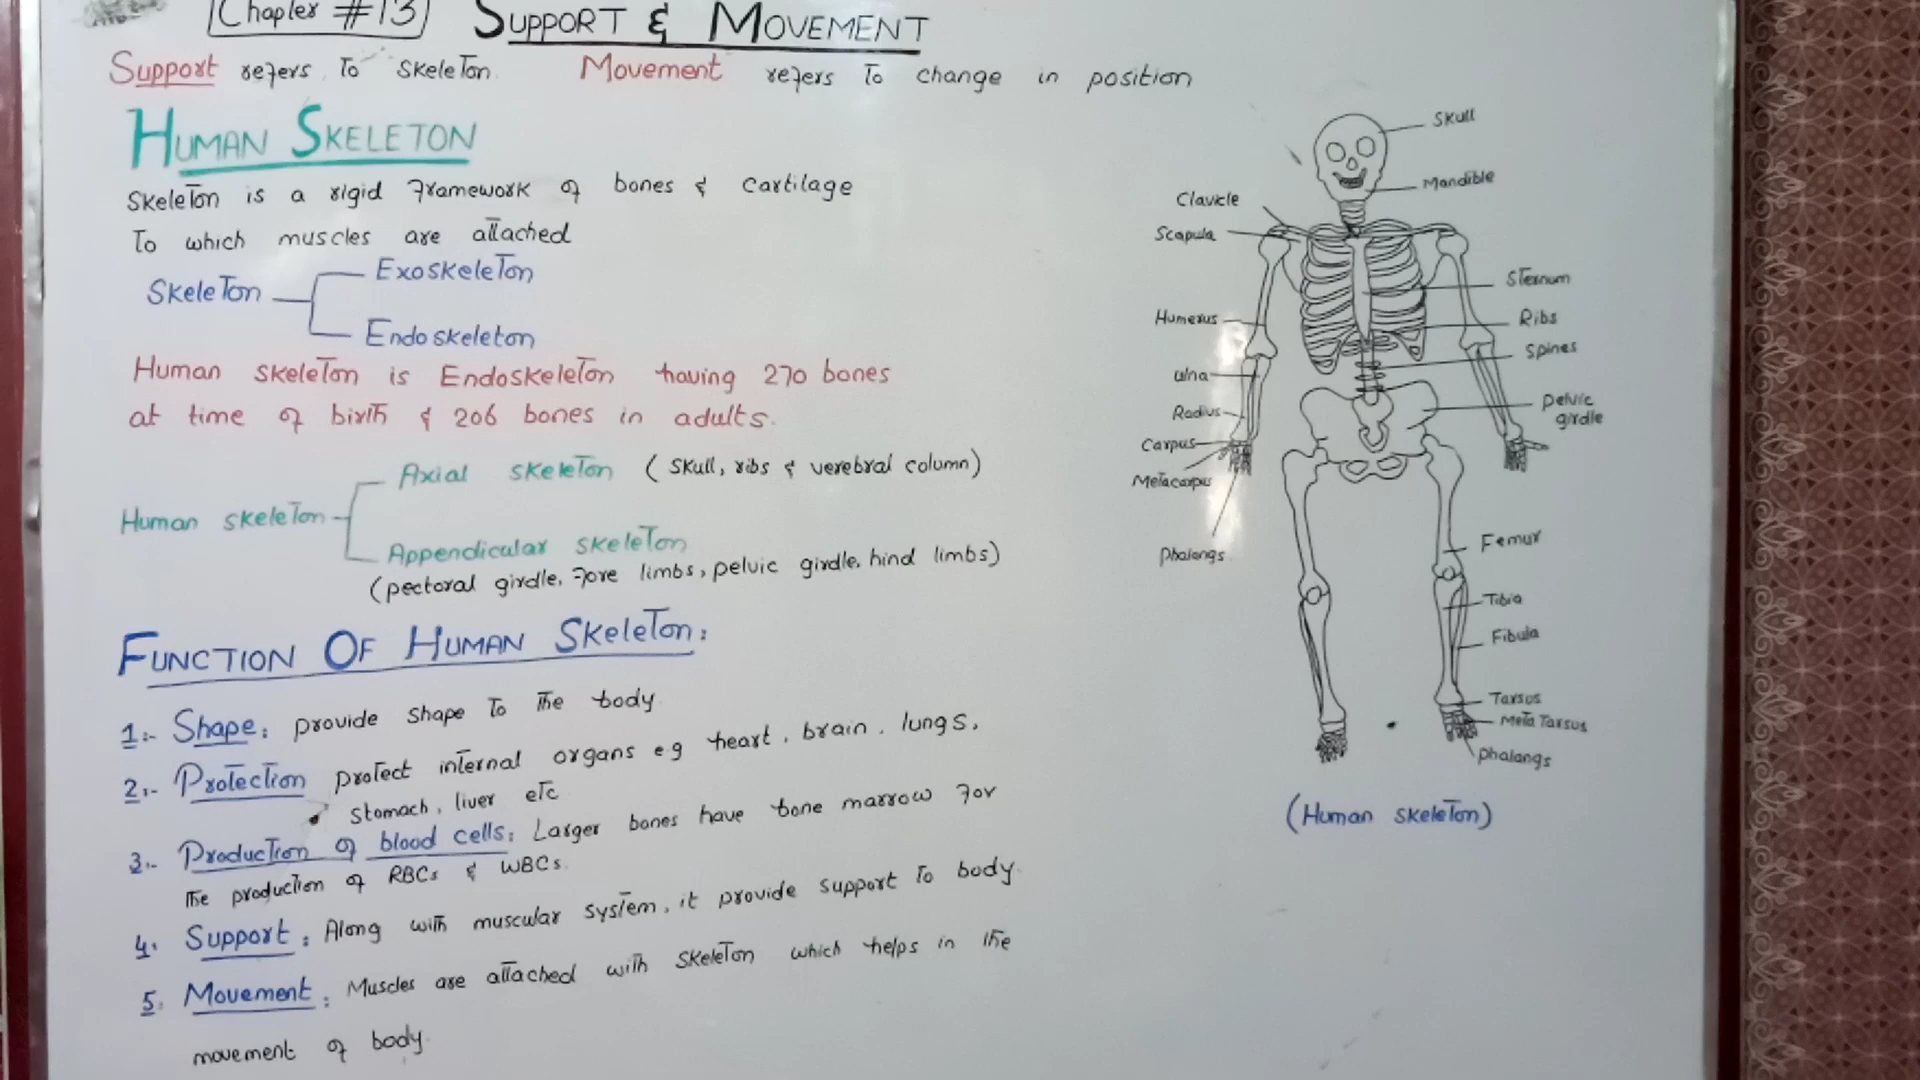 Chapter #13 SUPPORT & MOVEMENT
Support refers To Skeleton Movement refers To change in position
HUMAN SKELETON
Skeleton is a rigid framework of bones & cartilage
To which muscles are attached
Skeleton
Exoskeleton
Endoskeleton
Human skeleton is Endoskeleton having 270 bones
at time of birth & 206 bones in adults.
Human skeleton
Axial skeleton (skull, ribs & verebral column)
Appendicular skeleton
(pectoral girdle, fore limbs, pelvic girdle, hind limbs)
FUNCTION OF HUMAN Skeleton:
1:- Shape: provide shape To The body
2:- Protection protect internal organs e.g heart, brain, lungs,
stomach, liver etc
3:- Production of blood cells: Larger bones have bone marrow for
The production of RBCs & WBCs.
4. Support: Along with muscular system, it provide support To body.
5. Movement: Muscles are attached with skeleton which helps in the
movement of body.
Skull
Mandible
Clavicle
Scapula
Sternum
Humerus
Ribs
Spines
Ulna
Radius
Pelvic
girdle
Carpus
Metacarpus
Phalangs
Femur
Tibia
Fibula
Tarsus
Meta Tarsus
Phalangs
(Human Skeleton)